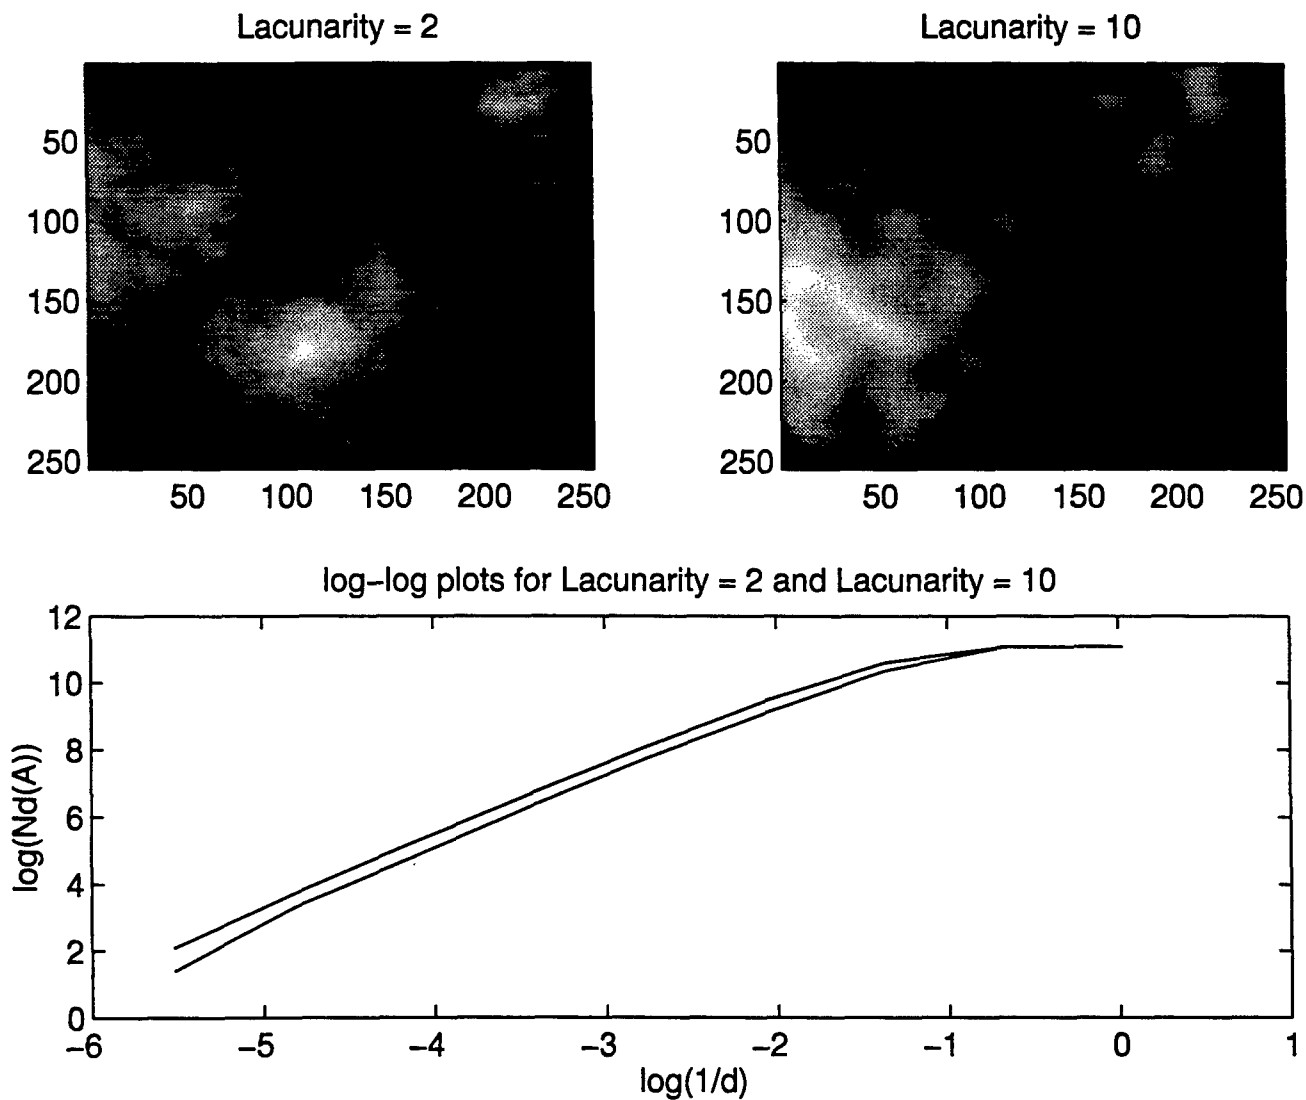 Lacunarity = 2
Lacunarity = 10
50
100
150
200
250
50 100 150 200 250
50
100
150
200
250
50 100 150 200 250
log–log plots for Lacunarity = 2 and Lacunarity = 10
log(Nd(A))
12
10
8
6
4
2
0
–6 –5 –4 –3 –2 –1 0 1
log(1/d)